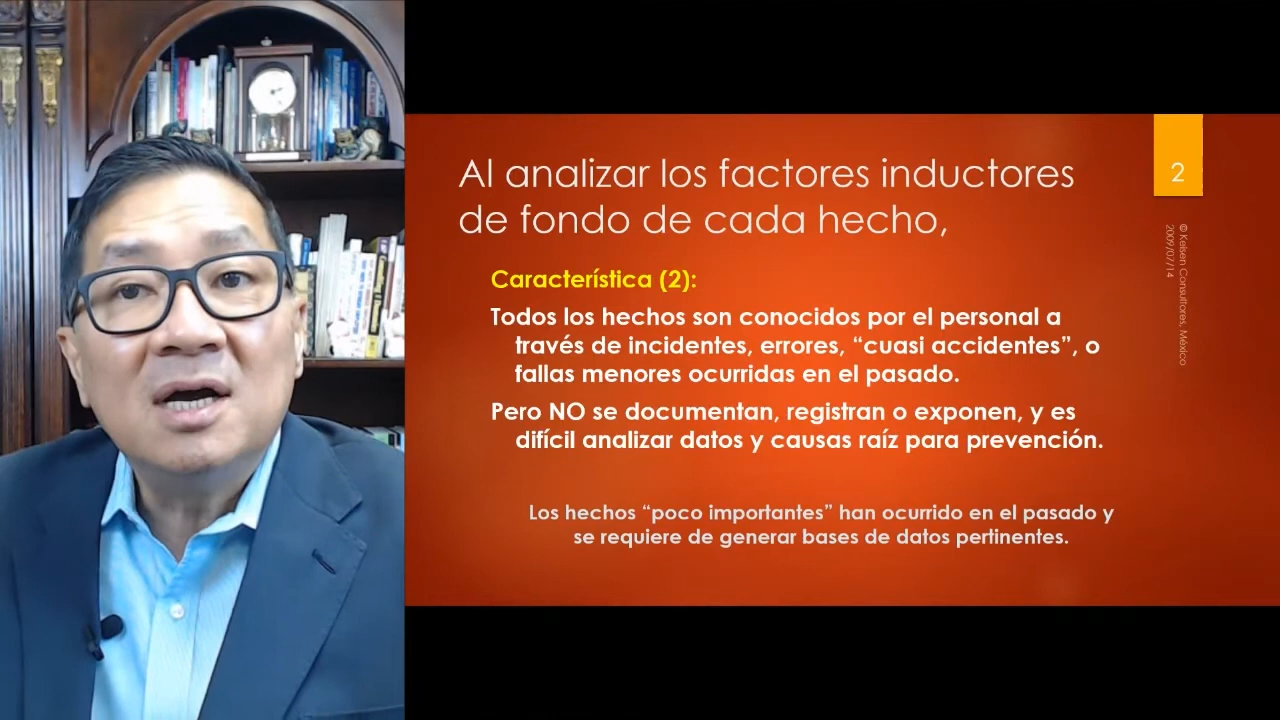 Al analizar los factores inductores
de fondo de cada hecho,
2
Característica (2):
Todos los hechos son conocidos por el personal a
través de incidentes, errores, “cuasi accidentes”, o
fallas menores ocurridas en el pasado.
Pero NO se documentan, registran o exponen, y es
difícil analizar datos y causas raíz para prevención.
Los hechos “poco importantes” han ocurrido en el pasado y
se requiere de generar bases de datos pertinentes.
© Kelsen Consultores, México
2009/07/14